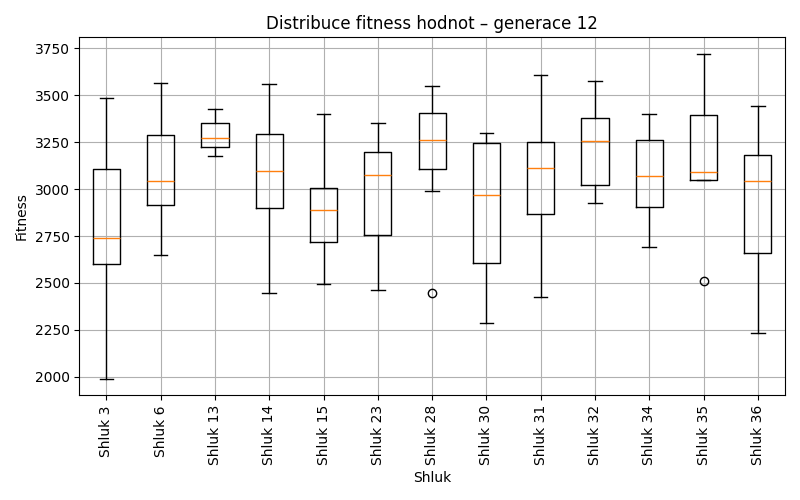 Distribuce fitness hodnot – generace 12
Fitness
3750
3500
3250
3000
2750
2500
2250
2000
Shluk 3
Shluk 6
Shluk 13
Shluk 14
Shluk 15
Shluk 23
Shluk 28
Shluk 30
Shluk 31
Shluk 32
Shluk 34
Shluk 35
Shluk 36
Shluk